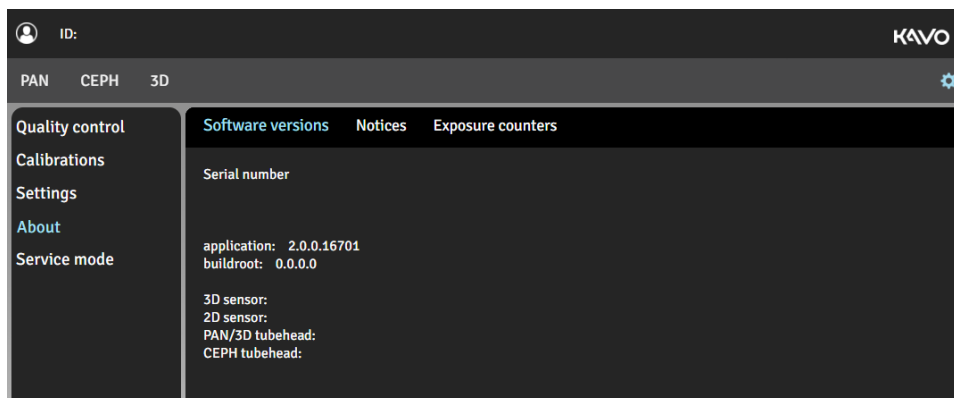 ID:
KAVO
PAN CEPH 3D
Quality control
Calibrations
Settings
About
Service mode
Software versions Notices Exposure counters
Serial number
application: 2.0.0.16701
buildroot: 0.0.0.0
3D sensor:
2D sensor:
PAN/3D tubehead:
CEPH tubehead: